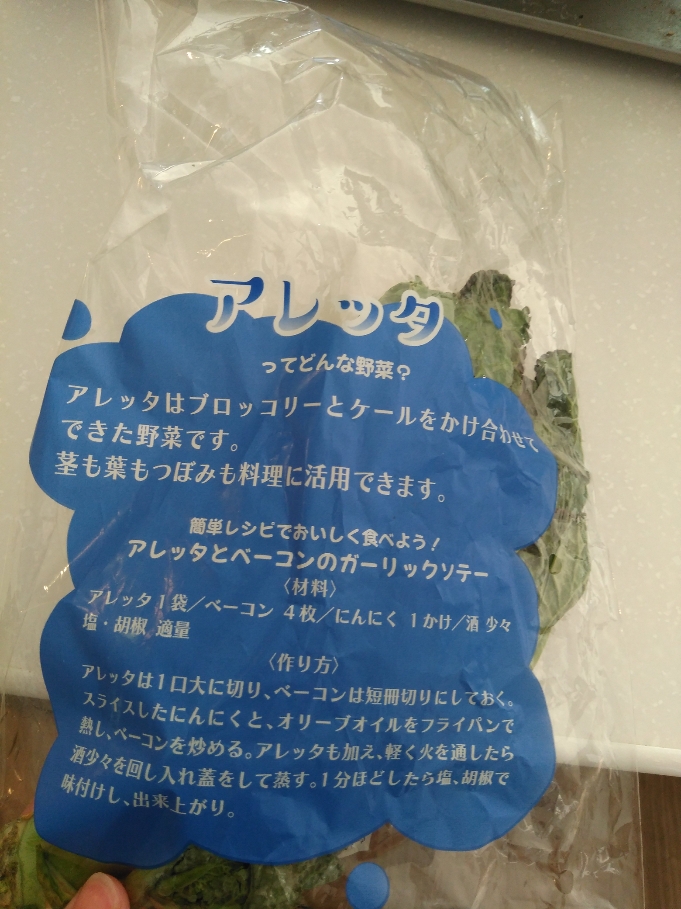 アレッタ
ってどんな野菜？
アレッタはブロッコリーとケールをかけ合わせて
できた野菜です。
茎も葉もつぼみも料理に活用できます。
簡単レシピでおいしく食べよう！
アレッタとベーコンのガーリックソテー
〈材料〉
アレッタ1袋／ベーコン 4枚／にんにく 1かけ／酒 少々
塩・胡椒 適量
〈作り方〉
アレッタは1口大に切り、ベーコンは短冊切りにしておく。
スライスしたにんにくと、オリーブオイルをフライパンで
熱し、ベーコンを炒める。アレッタも加え、軽く火を通したら
酒少々を回し入れ蓋をして蒸す。1分ほどしたら塩、胡椒で
味付けし、出来上がり。